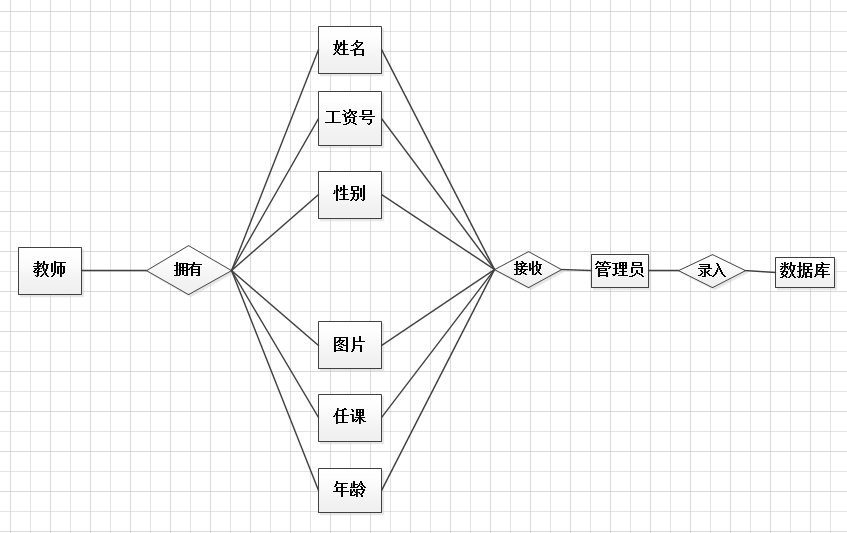 姓名
工资号
性别
教师
拥有
接收
管理员
录入
数据库
图片
任课
年龄